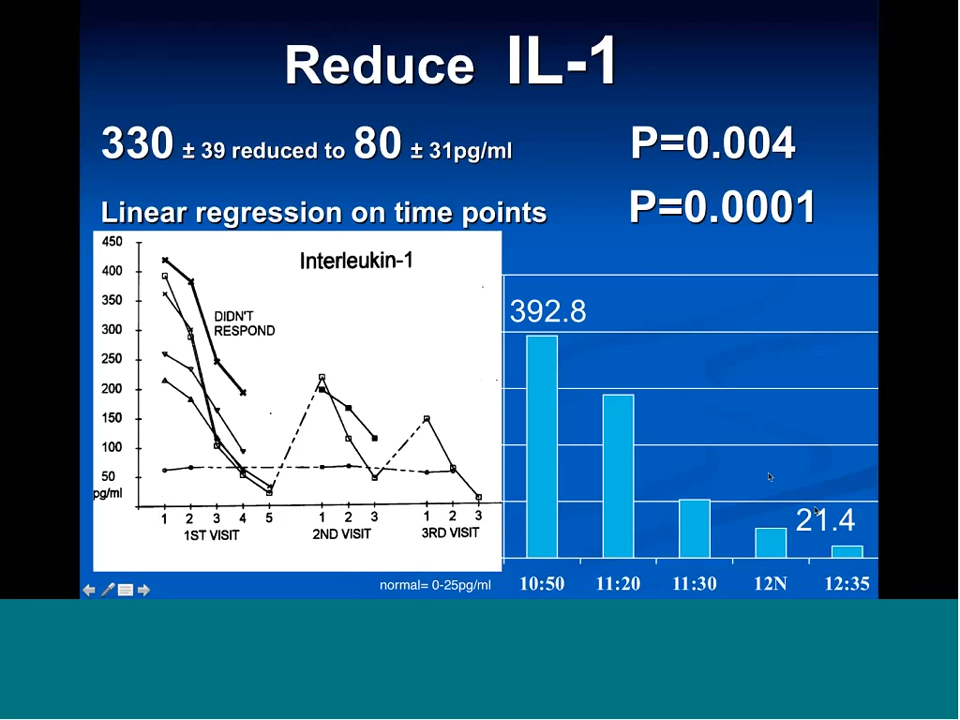 Reduce IL-1
330 ± 39 reduced to 80 ± 31pg/ml P=0.004
Linear regression on time points P=0.0001
Interleukin-1
450
400
350
300
250
200
150
100
50
pg/ml
DIDN'T
RESPOND
1 2 3 4 5 1 2 3 1 2 3
1ST VISIT 2ND VISIT 3RD VISIT
normal= 0-25pg/ml
392.8
21.4
10:50 11:20 11:30 12N 12:35